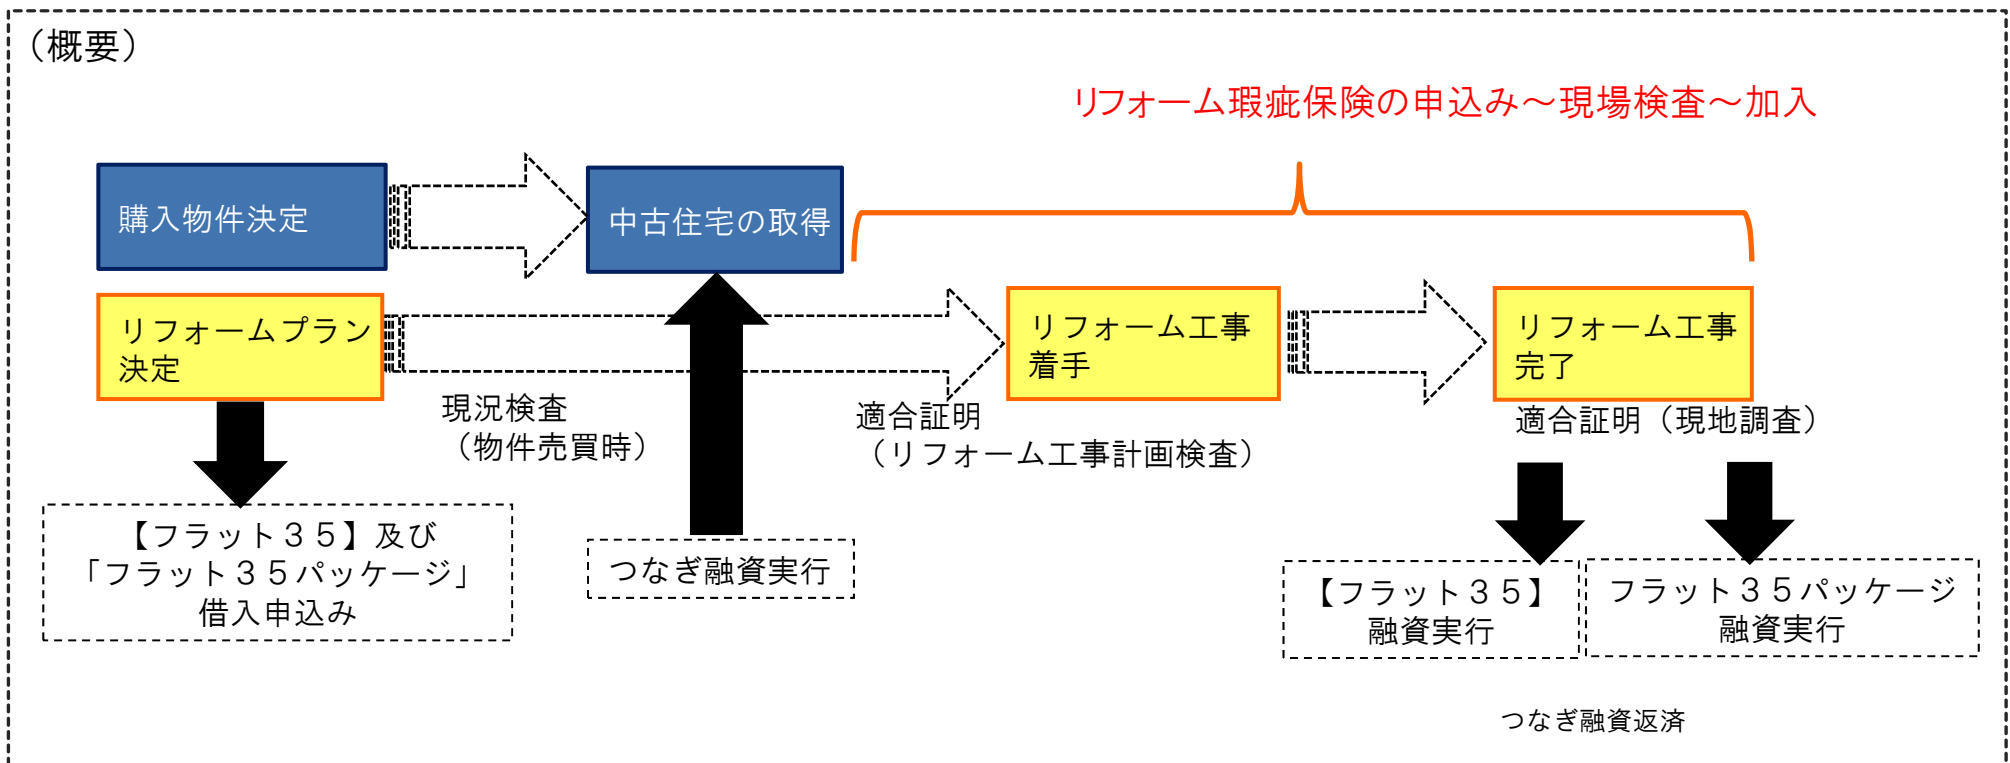 （概要）
リフォーム瑕疵保険の申込み～現場検査～加入
購入物件決定
中古住宅の取得
リフォームプラン
決定
リフォーム工事
着手
リフォーム工事
完了
現況検査
（物件売買時）
適合証明
（リフォーム工事計画検査）
適合証明（現地調査）
【フラット３５】及び
「フラット３５パッケージ」
借入申込み
つなぎ融資実行
【フラット３５】
融資実行
フラット３５パッケージ
融資実行
つなぎ融資返済